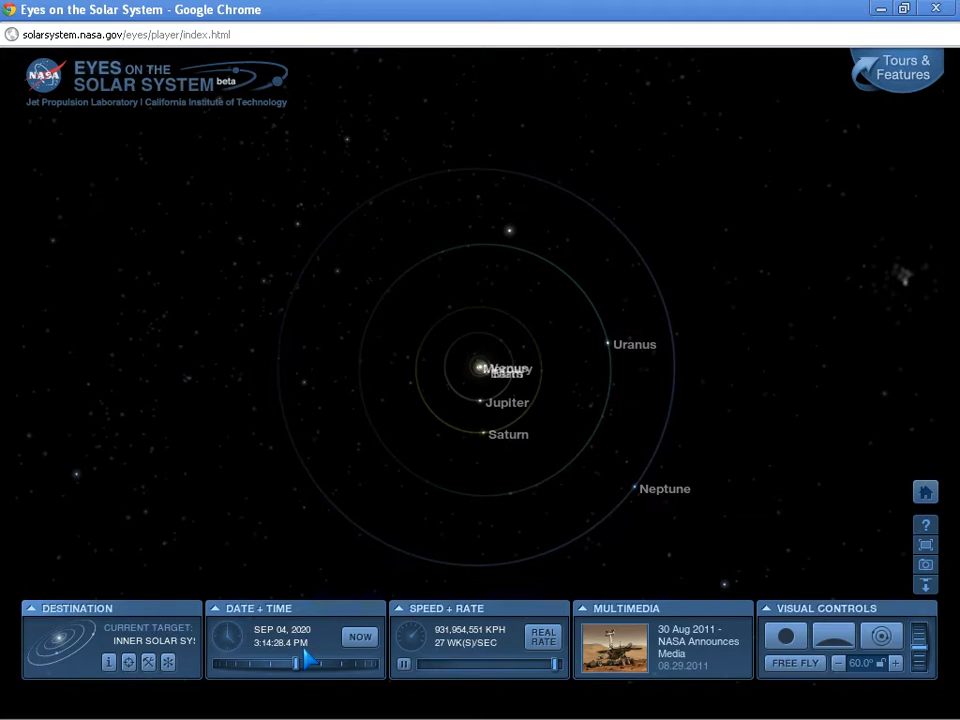 Eyes on the Solar System - Google Chrome
solarsystem.nasa.gov/eyes/player/index.html
NASA
EYES ON THE
SOLAR SYSTEM beta
Jet Propulsion Laboratory | California Institute of Technology
Tours &
Features
Uranus
Jupiter
Saturn
Neptune
?
DESTINATION
CURRENT TARGET:
INNER SOLAR SYS
DATE + TIME
SEP 04, 2020
3:14:28.4 PM
NOW
SPEED + RATE
931,954,551 KPH
27 WK(S)/SEC
REAL
RATE
MULTIMEDIA
30 Aug 2011 -
NASA Announces
Media
08.29.2011
VISUAL CONTROLS
FREE FLY
60.0°